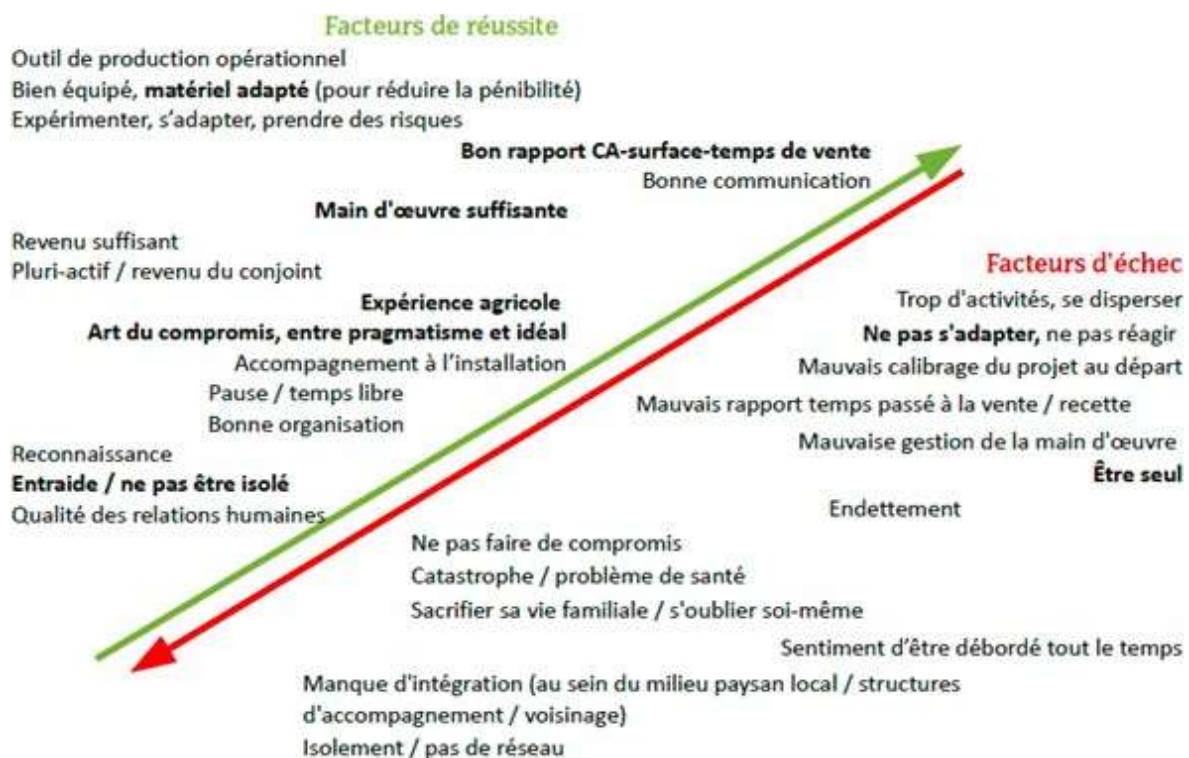 Facteurs de réussite
Outil de production opérationnel
Bien équipé, matériel adapté (pour réduire la pénibilité)
Expérimenter, s'adapter, prendre des risques
Bon rapport CA-surface-temps de vente
Bonne communication
Main d'œuvre suffisante
Revenu suffisant
Pluri-actif / revenu du conjoint
Expérience agricole
Art du compromis, entre pragmatisme et idéal
Accompagnement à l'installation
Pause / temps libre
Bonne organisation
Reconnaissance
Entraide / ne pas être isolé
Qualité des relations humaines
Facteurs d'échec
Trop d'activités, se disperser
Ne pas s'adapter, ne pas réagir
Mauvais calibrage du projet au départ
Mauvais rapport temps passé à la vente / recette
Mauvaise gestion de la main d'œuvre
Être seul
Endettement
Ne pas faire de compromis
Catastrophe / problème de santé
Sacrifier sa vie familiale / s'oublier soi-même
Sentiment d'être débordé tout le temps
Manque d'intégration (au sein du milieu paysan local / structures
d'accompagnement / voisinage)
Isolement / pas de réseau